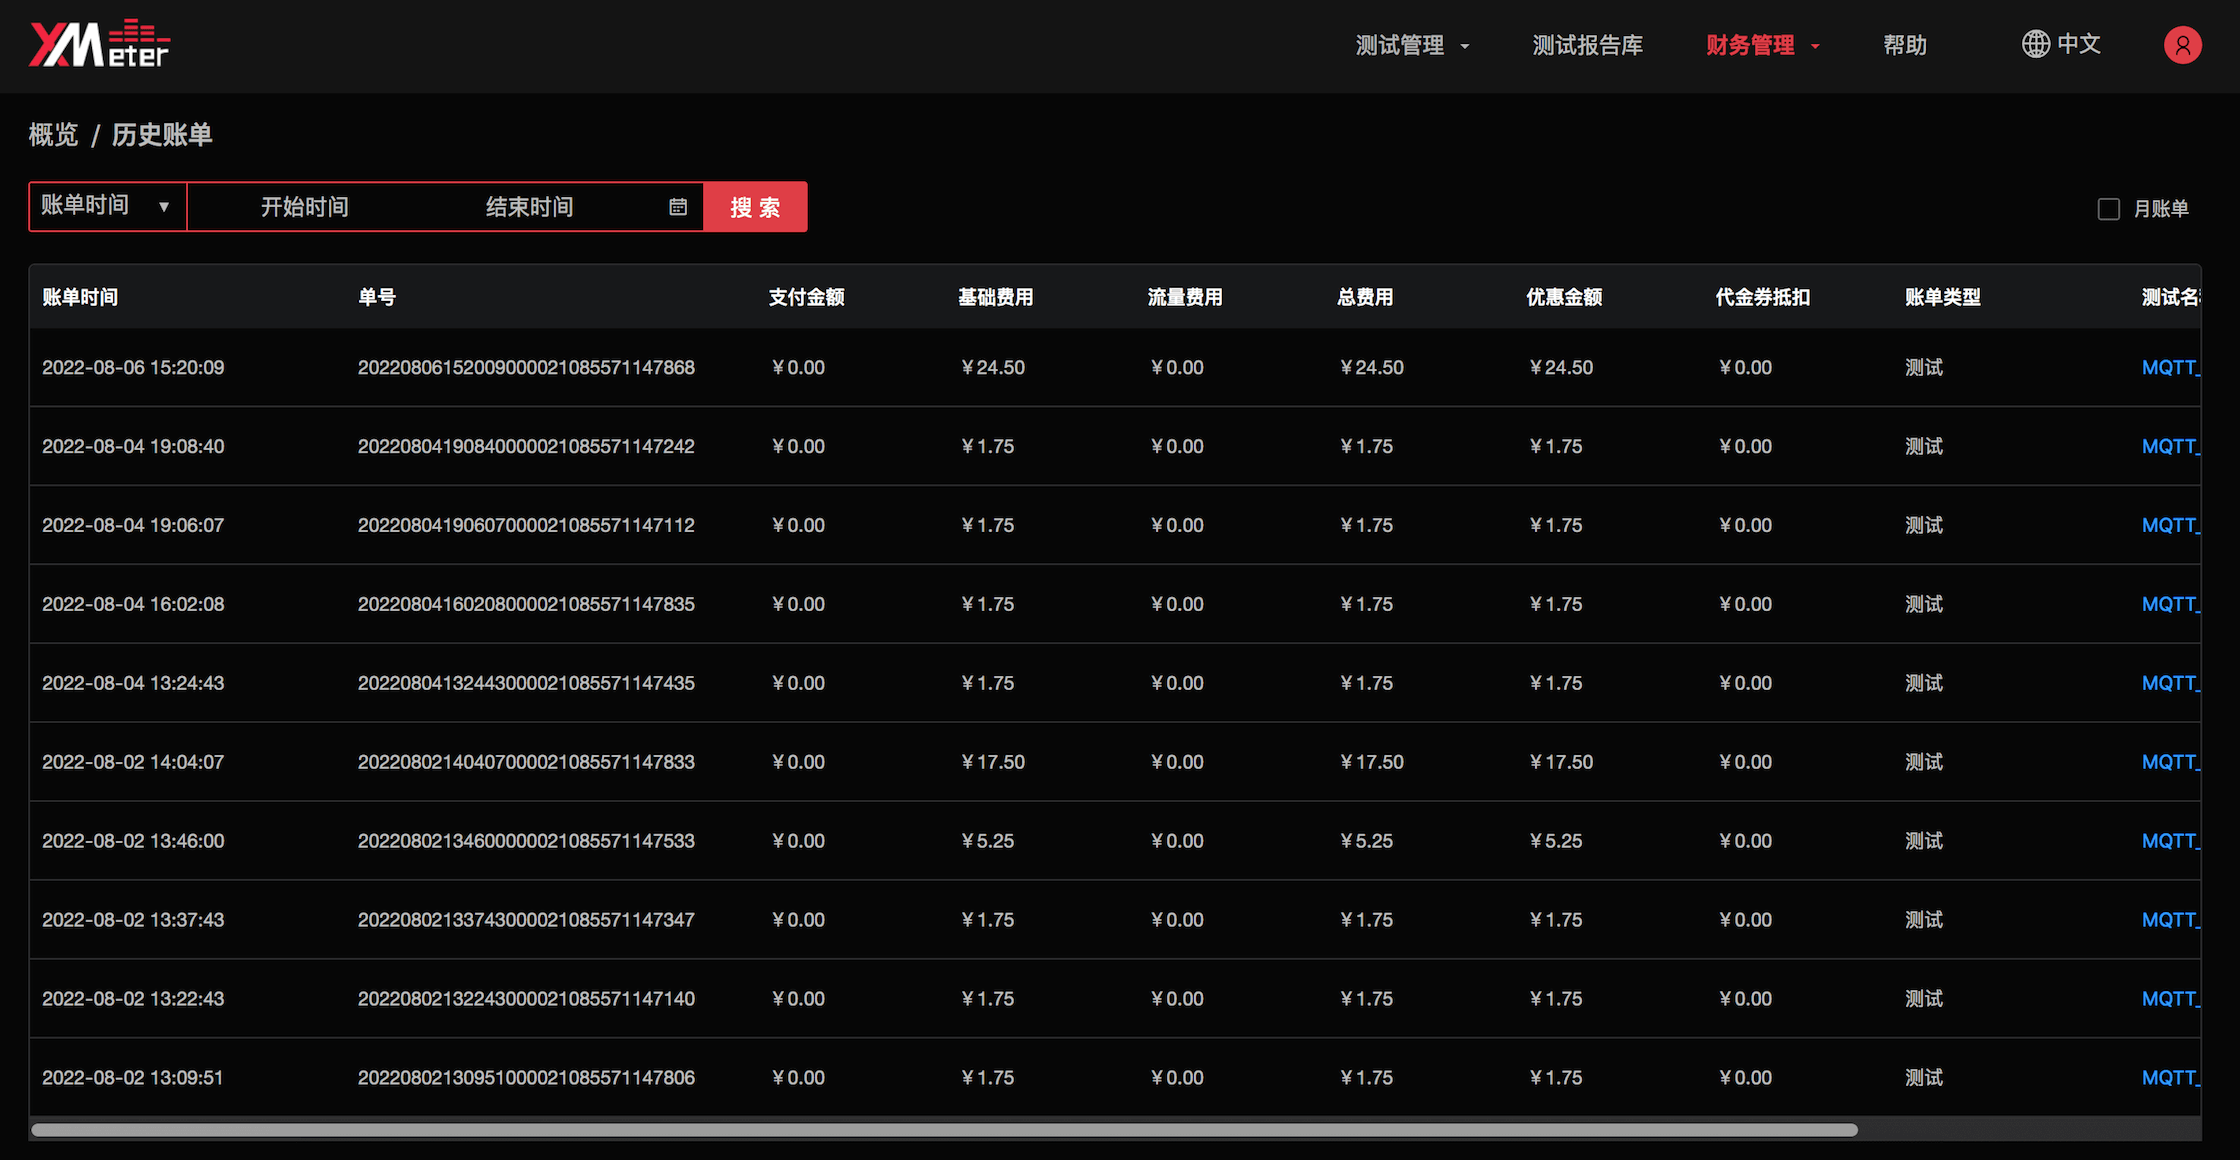 XMeter 测试管理 测试报告库 财务管理 帮助 中文
概览 / 历史账单
账单时间 ▼ 开始时间 结束时间 搜 索 月账单
账单时间 单号 支付金额 基础费用 流量费用 总费用 优惠金额 代金券抵扣 账单类型 测试名
2022-08-06 15:20:09 20220806152009000021085571147868 ¥0.00 ¥24.50 ¥0.00 ¥24.50 ¥24.50 ¥0.00 测试 MQTT_
2022-08-04 19:08:40 20220804190840000021085571147242 ¥0.00 ¥1.75 ¥0.00 ¥1.75 ¥1.75 ¥0.00 测试 MQTT_
2022-08-04 19:06:07 20220804190607000021085571147112 ¥0.00 ¥1.75 ¥0.00 ¥1.75 ¥1.75 ¥0.00 测试 MQTT_
2022-08-04 16:02:08 20220804160208000021085571147835 ¥0.00 ¥1.75 ¥0.00 ¥1.75 ¥1.75 ¥0.00 测试 MQTT_
2022-08-04 13:24:43 20220804132443000021085571147435 ¥0.00 ¥1.75 ¥0.00 ¥1.75 ¥1.75 ¥0.00 测试 MQTT_
2022-08-02 14:04:07 20220802140407000021085571147833 ¥0.00 ¥17.50 ¥0.00 ¥17.50 ¥17.50 ¥0.00 测试 MQTT_
2022-08-02 13:46:00 20220802134600000021085571147533 ¥0.00 ¥5.25 ¥0.00 ¥5.25 ¥5.25 ¥0.00 测试 MQTT_
2022-08-02 13:37:43 20220802133743000021085571147347 ¥0.00 ¥1.75 ¥0.00 ¥1.75 ¥1.75 ¥0.00 测试 MQTT_
2022-08-02 13:22:43 20220802132243000021085571147140 ¥0.00 ¥1.75 ¥0.00 ¥1.75 ¥1.75 ¥0.00 测试 MQTT_
2022-08-02 13:09:51 20220802130951000021085571147806 ¥0.00 ¥1.75 ¥0.00 ¥1.75 ¥1.75 ¥0.00 测试 MQTT_